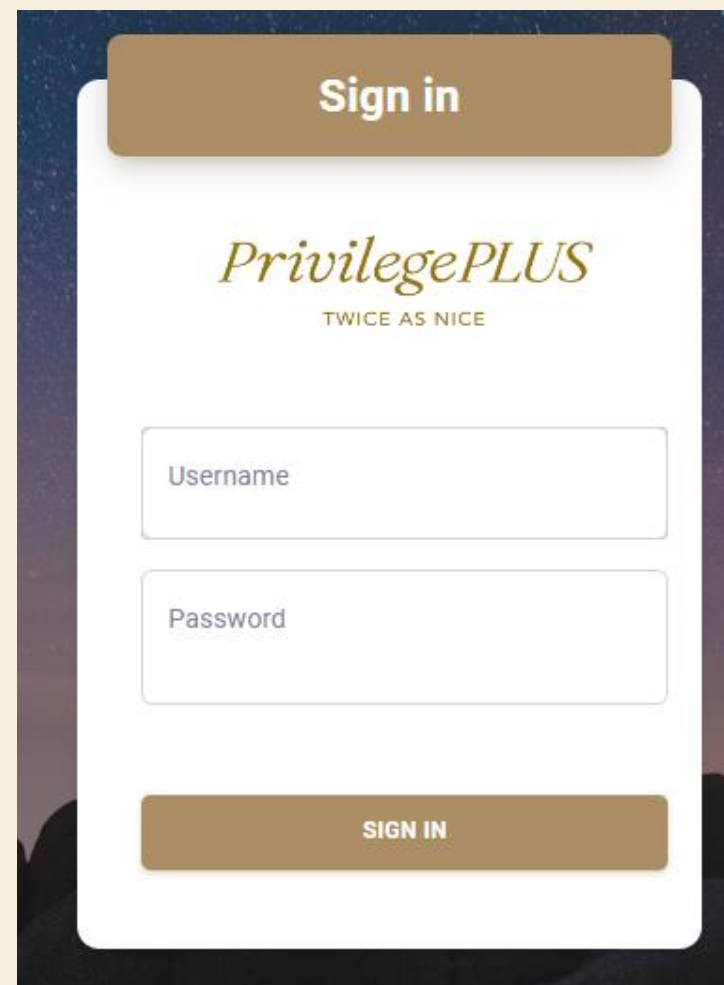 Sign in
PrivilegePLUS
TWICE AS NICE
Username
Password
SIGN IN